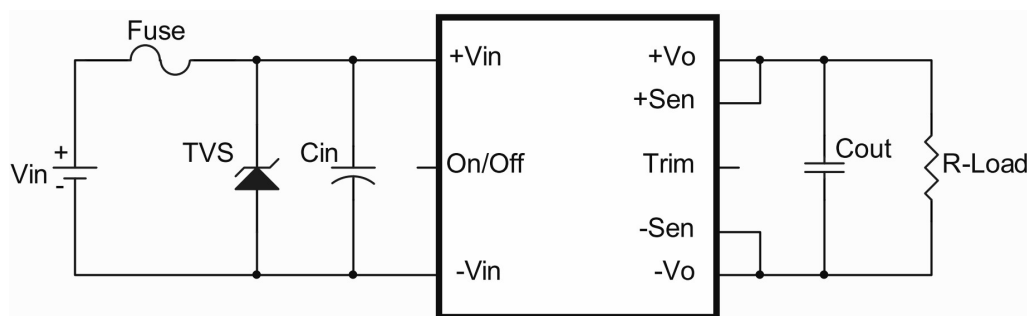 Fuse
+Vin
+Vo
+Sen
+
Vin
-
TVS
Cin
On/Off
Trim
Cout
R-Load
-Sen
-Vin
-Vo